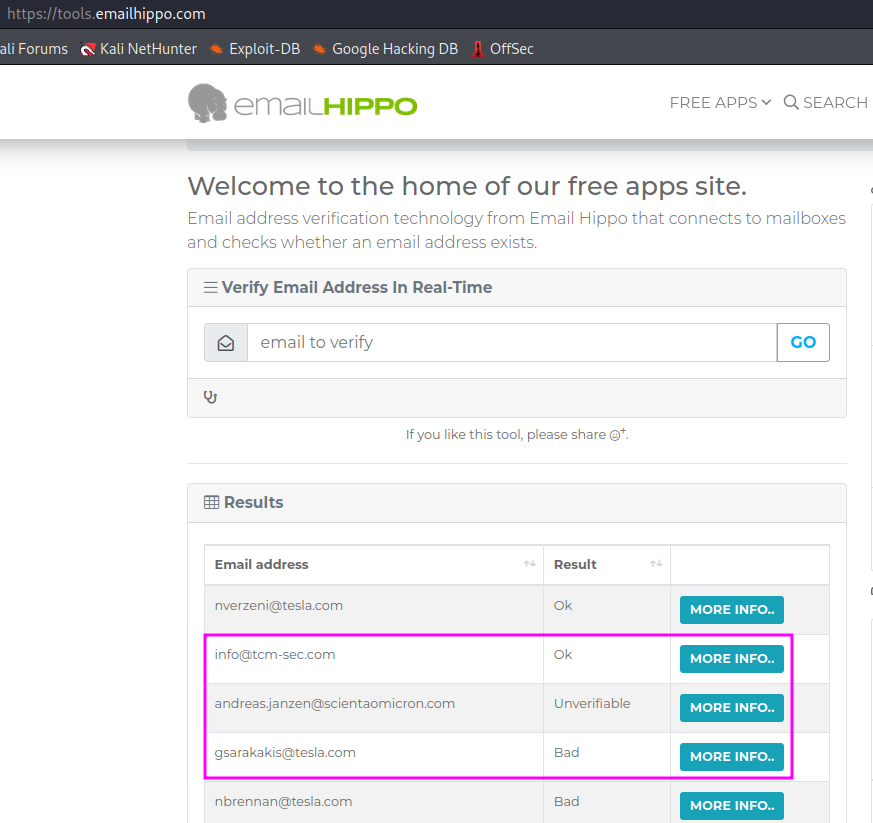 https://tools.emailhippo.com
ali Forums Kali NetHunter Exploit-DB Google Hacking DB OffSec
emailHIPPO FREE APPS SEARCH
Welcome to the home of our free apps site.
Email address verification technology from Email Hippo that connects to mailboxes
and checks whether an email address exists.
Verify Email Address In Real-Time
email to verify GO
If you like this tool, please share.
Results
Email address Result
nverzeni@tesla.com Ok MORE INFO..
info@tcm-sec.com Ok MORE INFO..
andreas.janzen@scientaomicron.com Unverifiable MORE INFO..
gsarakakis@tesla.com Bad MORE INFO..
nbrennan@tesla.com Bad MORE INFO..